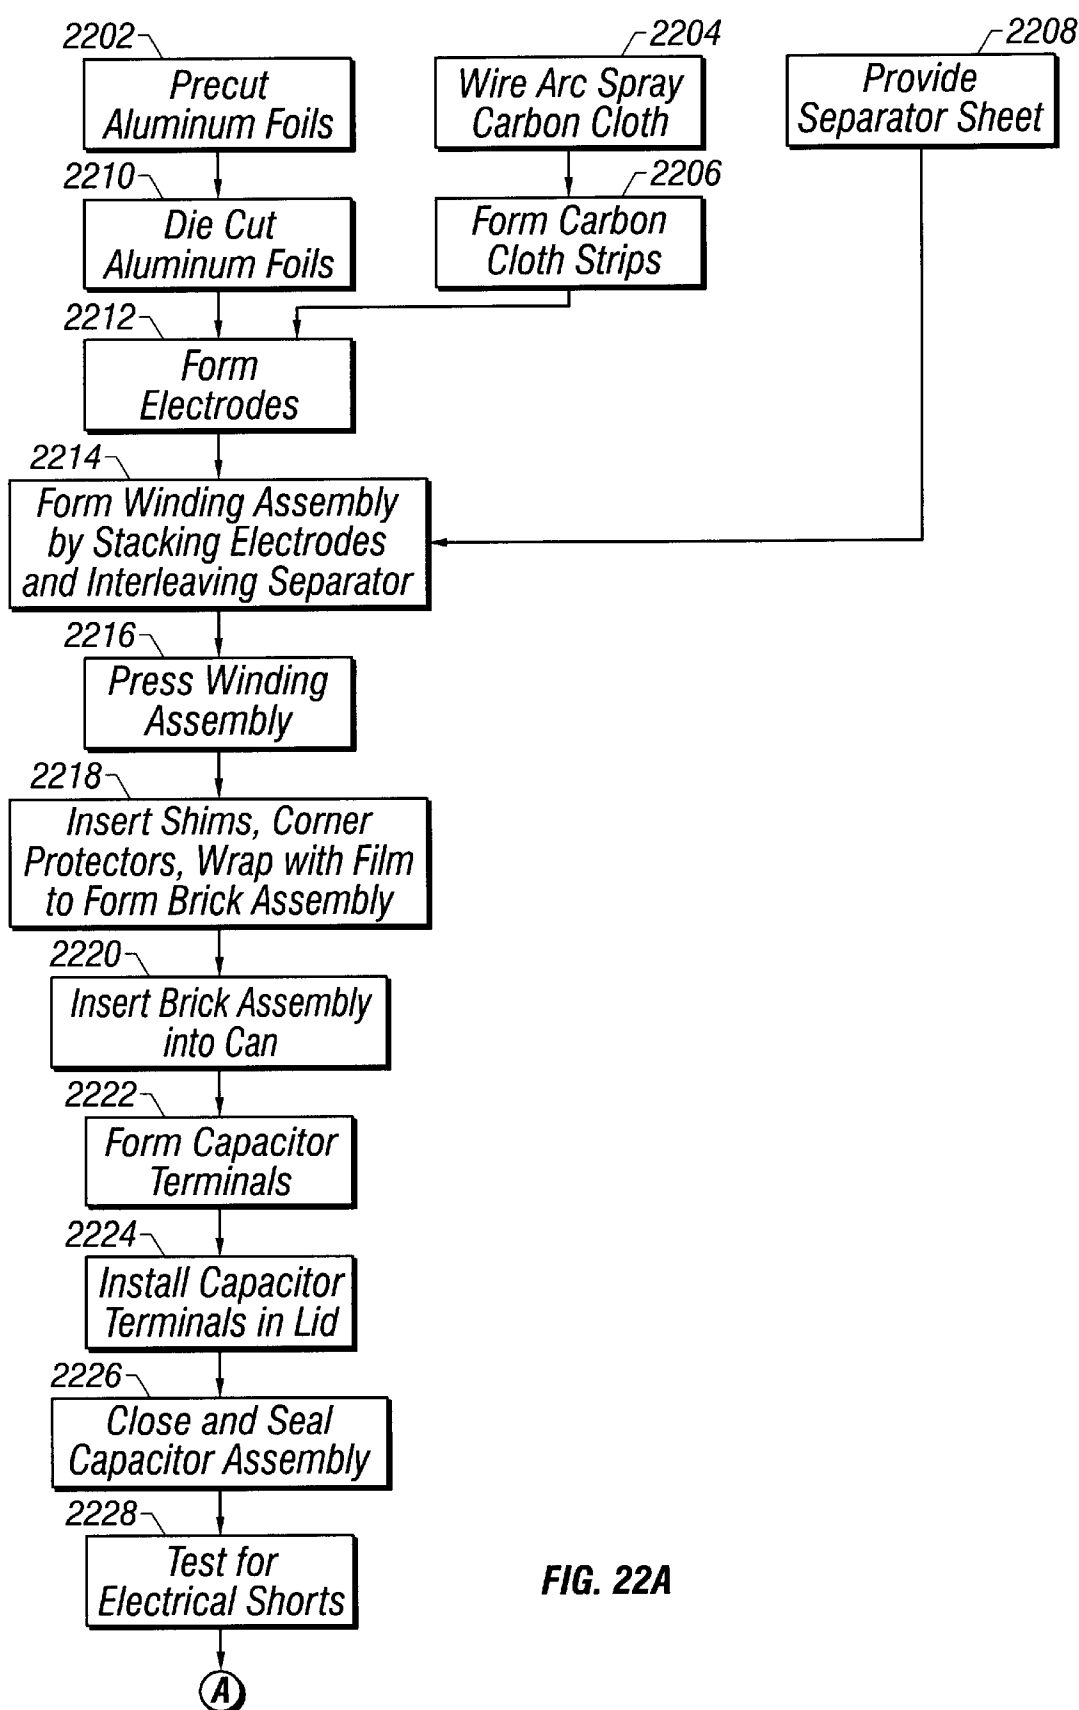 2202
Precut
Aluminum Foils
2204
Wire Arc Spray
Carbon Cloth
2208
Provide
Separator Sheet
2210
Die Cut
Aluminum Foils
2206
Form Carbon
Cloth Strips
2212
Form
Electrodes
2214
Form Winding Assembly
by Stacking Electrodes
and Interleaving Separator
2216
Press Winding
Assembly
2218
Insert Shims, Corner
Protectors, Wrap with Film
to Form Brick Assembly
2220
Insert Brick Assembly
into Can
2222
Form Capacitor
Terminals
2224
Install Capacitor
Terminals in Lid
2226
Close and Seal
Capacitor Assembly
2228
Test for
Electrical Shorts
FIG. 22A
A